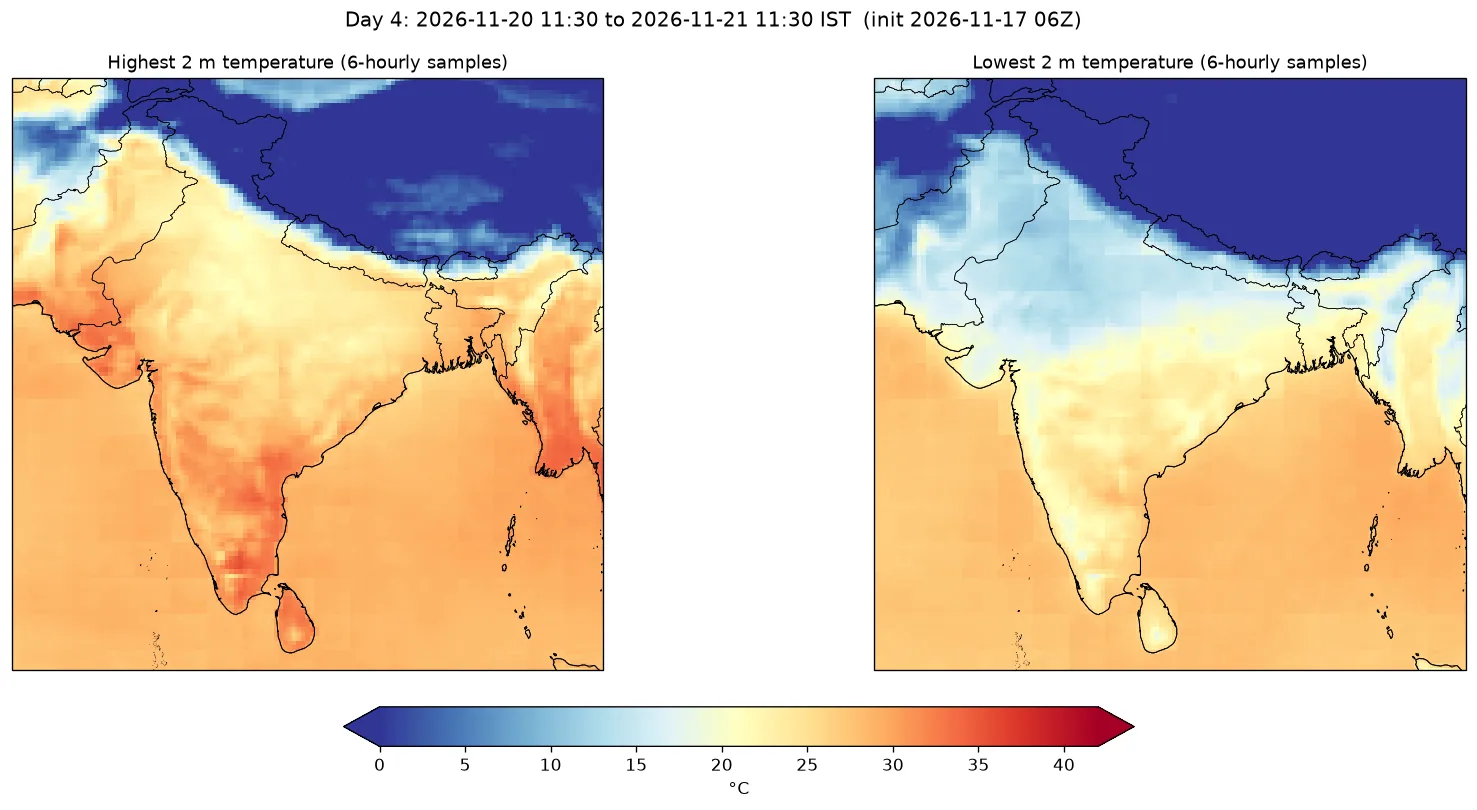 Day 4: 2026-11-20 11:30 to 2026-11-21 11:30 IST  (init 2026-11-17 06Z)
Highest 2 m temperature (6-hourly samples)
Lowest 2 m temperature (6-hourly samples)
0 5 10 15 20 25 30 35 40
°C